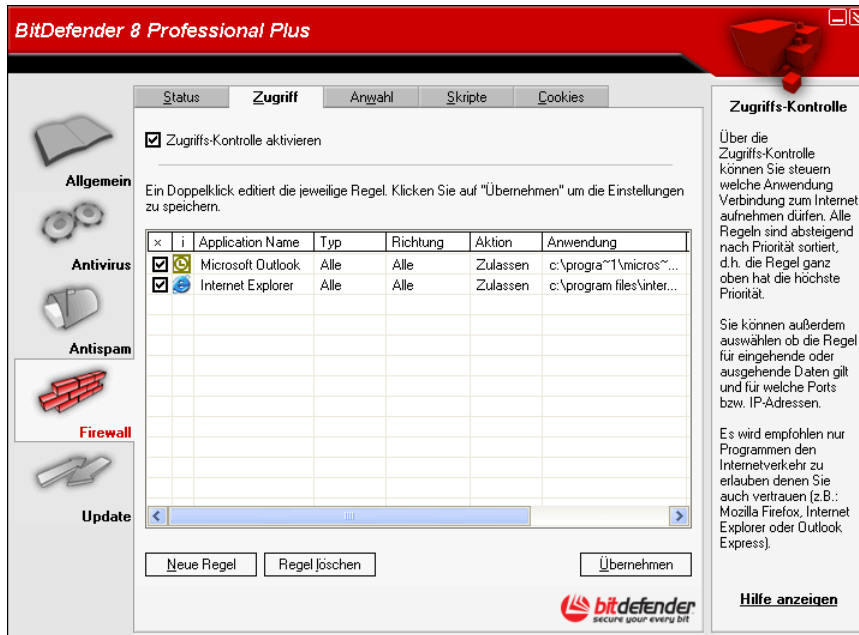 BitDefender 8 Professional Plus
Status Zugriff Anwahl Skripte Cookies
Zugriffs-Kontrolle aktivieren
Ein Doppelklick editiert die jeweilige Regel. Klicken Sie auf "Übernehmen" um die Einstellungen
zu speichern.
× i Application Name Typ Richtung Aktion Anwendung
Microsoft Outlook Alle Alle Zulassen c:\progra~1\micros~...
Internet Explorer Alle Alle Zulassen c:\program files\inter...
Allgemein
Antivirus
Antispam
Firewall
Update
Neue Regel Regel löschen Übernehmen
bitdefender
secure your every bit
Zugriffs-Kontrolle
Über die
Zugriffs-Kontrolle
können Sie steuern
welche Anwendung
Verbindung zum Internet
aufnehmen dürfen. Alle
Regeln sind absteigend
nach Priorität sortiert,
d.h. die Regel ganz
oben hat die höchste
Priorität.
Sie können außerdem
auswählen ob die Regel
für eingehende oder
ausgehende Daten gilt
und für welche Ports
bzw. IP-Adressen.
Es wird empfohlen nur
Programmen den
Internetverkehr zu
erlauben denen Sie
auch vertrauen (z.B.:
Mozilla Firefox, Internet
Explorer oder Outlook
Express).
Hilfe anzeigen